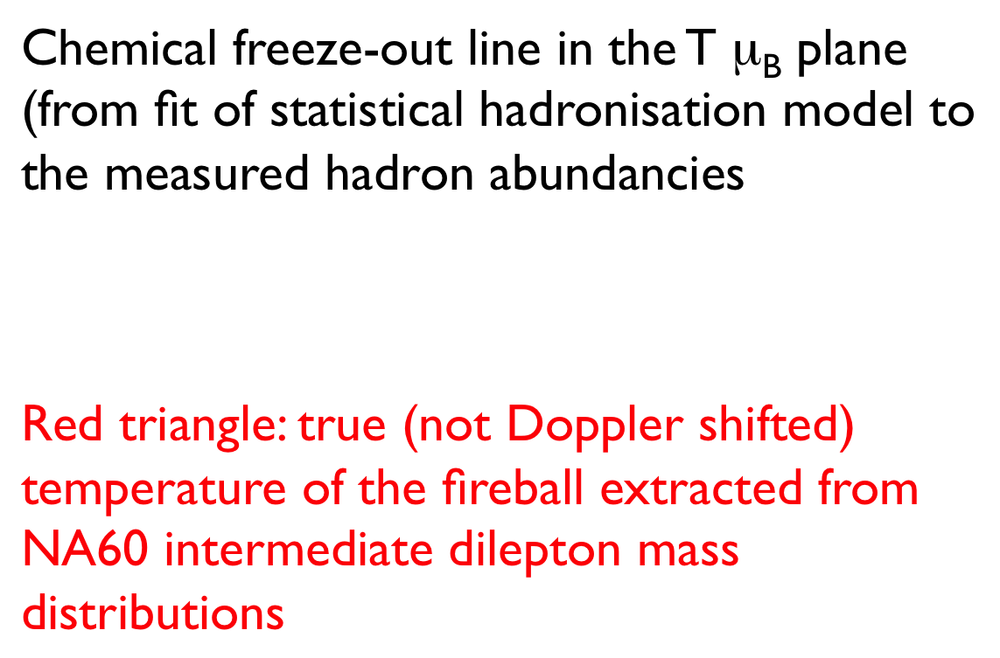 Chemical freeze-out line in the T μB plane
(from fit of statistical hadronisation model to
the measured hadron abundancies
Red triangle: true (not Doppler shifted)
temperature of the fireball extracted from
NA60 intermediate dilepton mass
distributions